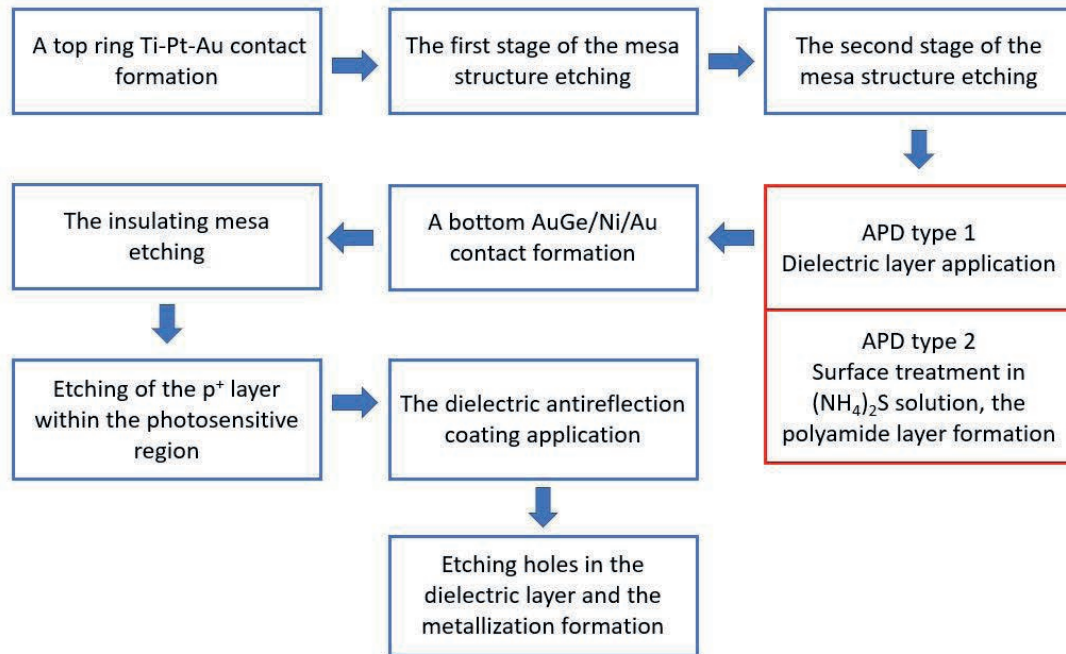 A top ring Ti-Pt-Au contact
formation
The first stage of the mesa
structure etching
The second stage of the
mesa structure etching
APD type 1
Dielectric layer application
APD type 2
Surface treatment in
(NH₄)₂S solution, the
polyamide layer formation
A bottom AuGe/Ni/Au
contact formation
The insulating mesa
etching
Etching of the p⁺ layer
within the photosensitive
region
The dielectric antireflection
coating application
Etching holes in the
dielectric layer and the
metallization formation